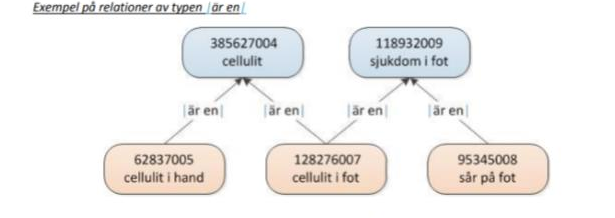 Exempel på relationer av typen |är en|
385627004
cellulit
118932009
sjukdom i fot
|är en| |är en| |är en| |är en|
62837005
cellulit i hand
128276007
cellulit i fot
95345008
sår på fot